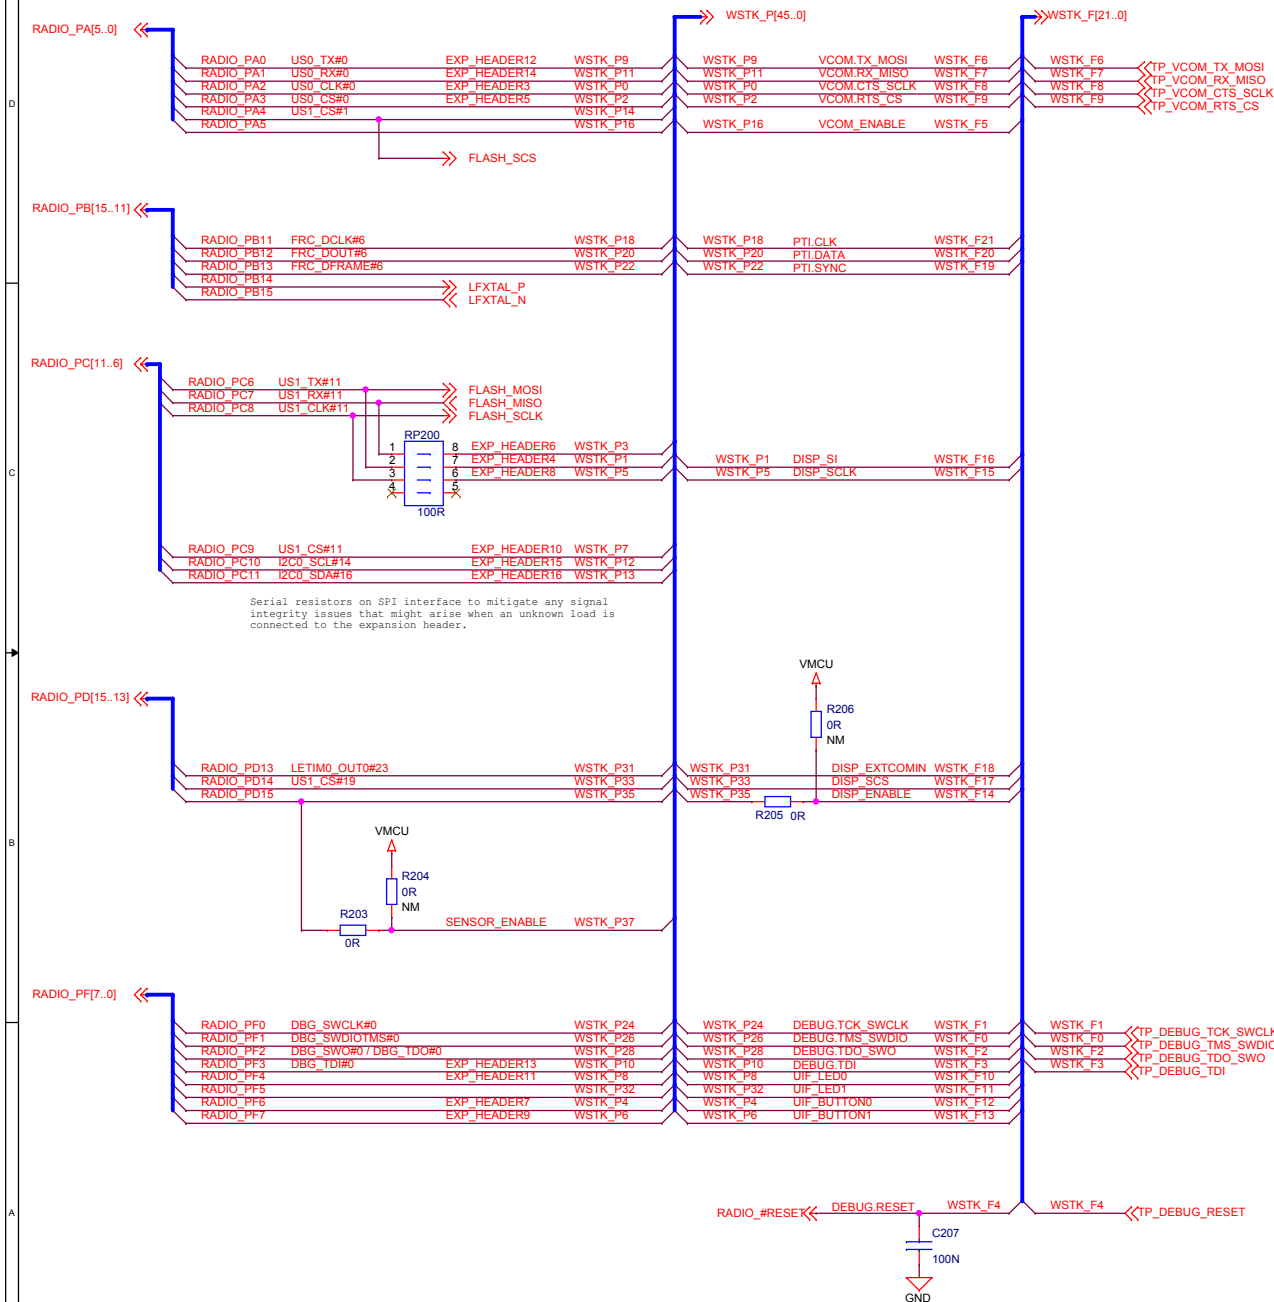 WSTK_P[45..0] WSTK_F[21..0]
RADIO_PA[5..0]
RADIO_PA0 US0_TX#0 EXP_HEADER12 WSTK_P9 WSTK_P9 VCOM.TX_MOSI WSTK_F6 WSTK_F6 TP_VCOM_TX_MOSI
RADIO_PA1 US0_RX#0 EXP_HEADER14 WSTK_P11 WSTK_P11 VCOM.RX_MISO WSTK_F7 WSTK_F7 TP_VCOM_RX_MISO
RADIO_PA2 US0_CLK#0 EXP_HEADER3 WSTK_P0 WSTK_P0 VCOM.CTS_SCLK WSTK_F8 WSTK_F8 TP_VCOM_CTS_SCLK
RADIO_PA3 US0_CS#0 EXP_HEADER5 WSTK_P2 WSTK_P2 VCOM.RTS_CS WSTK_F9 WSTK_F9 TP_VCOM_RTS_CS
D
RADIO_PA4 US1_CS#1 WSTK_P14
RADIO_PA5 WSTK_P16 WSTK_P16 VCOM_ENABLE WSTK_F5
FLASH_SCS
RADIO_PB[15..11]
RADIO_PB11 FRC_DCLK#6 WSTK_P18 WSTK_P18 PTI.CLK WSTK_F21
RADIO_PB12 FRC_DOUT#6 WSTK_P20 WSTK_P20 PTI.DATA WSTK_F20
RADIO_PB13 FRC_DFRAME#6 WSTK_P22 WSTK_P22 PTI.SYNC WSTK_F19
RADIO_PB14 LFXTAL_P
RADIO_PB15 LFXTAL_N
RADIO_PC[11..6]
RADIO_PC6 US1_TX#11 FLASH_MOSI
RADIO_PC7 US1_RX#11 FLASH_MISO
RADIO_PC8 US1_CLK#11 FLASH_SCLK
RP200
1 8 EXP_HEADER6 WSTK_P3
2 7 EXP_HEADER4 WSTK_P1 WSTK_P1 DISP_SI WSTK_F16
C
3 6 EXP_HEADER8 WSTK_P5 WSTK_P5 DISP_SCLK WSTK_F15
4 5
100R
RADIO_PC9 US1_CS#11 EXP_HEADER10 WSTK_P7
RADIO_PC10 I2C0_SCL#14 EXP_HEADER15 WSTK_P12
RADIO_PC11 I2C0_SDA#16 EXP_HEADER16 WSTK_P13
Serial resistors on SPI interface to mitigate any signal
integrity issues that might arise when an unknown load is
connected to the expansion header.
VMCU
RADIO_PD[15..13]
R206
0R
NM
RADIO_PD13 LETIM0_OUT0#23 WSTK_P31 WSTK_P31 DISP_EXTCOMIN WSTK_F18
RADIO_PD14 US1_CS#19 WSTK_P33 WSTK_P33 DISP_SCS WSTK_F17
RADIO_PD15 WSTK_P35 WSTK_P35 DISP_ENABLE WSTK_F14
R205 0R
VMCU
B
R204
0R
NM
R203
SENSOR_ENABLE WSTK_P37
0R
RADIO_PF[7..0]
RADIO_PF0 DBG_SWCLK#0 WSTK_P24 WSTK_P24 DEBUG.TCK_SWCLK WSTK_F1 WSTK_F1 TP_DEBUG_TCK_SWCLK
RADIO_PF1 DBG_SWDIOTMS#0 WSTK_P26 WSTK_P26 DEBUG.TMS_SWDIO WSTK_F0 WSTK_F0 TP_DEBUG_TMS_SWDIO
RADIO_PF2 DBG_SWO#0 / DBG_TDO#0 WSTK_P28 WSTK_P28 DEBUG.TDO_SWO WSTK_F2 WSTK_F2 TP_DEBUG_TDO_SWO
RADIO_PF3 DBG_TDI#0 EXP_HEADER13 WSTK_P10 WSTK_P10 DEBUG.TDI WSTK_F3 WSTK_F3 TP_DEBUG_TDI
RADIO_PF4 EXP_HEADER11 WSTK_P8 WSTK_P8 UIF_LED0 WSTK_F10
RADIO_PF5 WSTK_P32 WSTK_P32 UIF_LED1 WSTK_F11
RADIO_PF6 EXP_HEADER7 WSTK_P4 WSTK_P4 UIF_BUTTON0 WSTK_F12
RADIO_PF7 EXP_HEADER9 WSTK_P6 WSTK_P6 UIF_BUTTON1 WSTK_F13
A
RADIO_#RESET DEBUG.RESET WSTK_F4 WSTK_F4 TP_DEBUG_RESET
C207
100N
GND